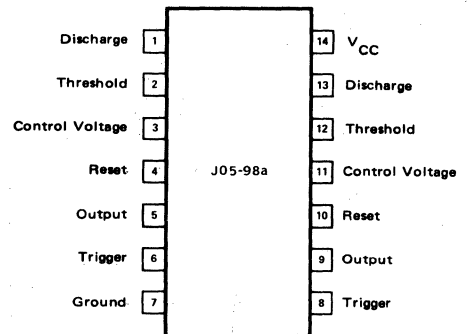 Discharge 1 14 VCC
Threshold 2 13 Discharge
Control Voltage 3 12 Threshold
Reset 4 J05-98a 11 Control Voltage
Output 5 10 Reset
Trigger 6 9 Output
Ground 7 8 Trigger